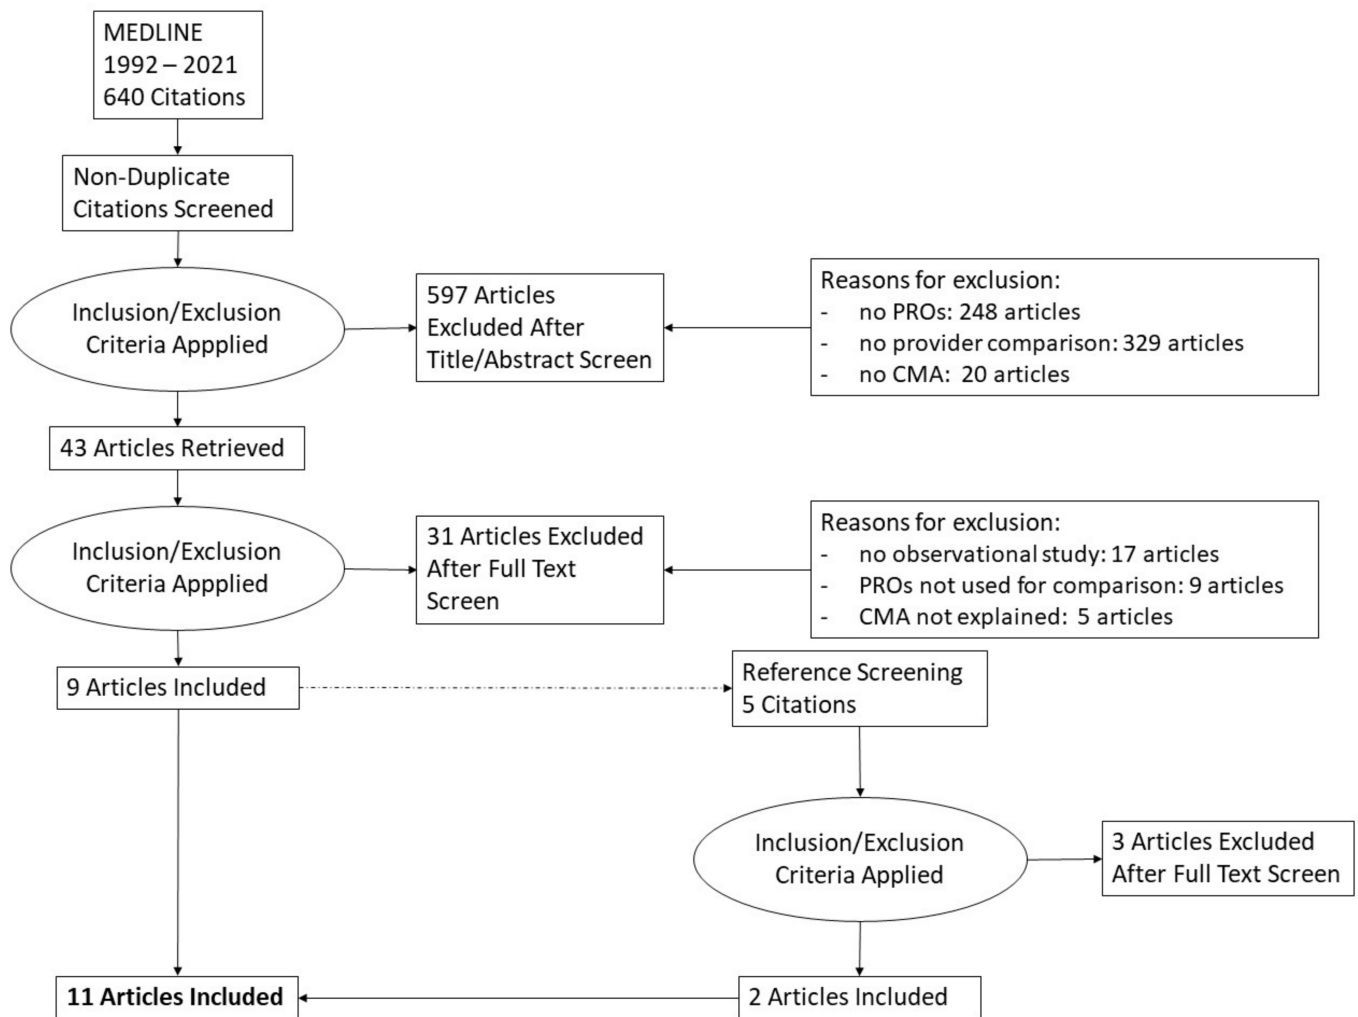 MEDLINE
1992 – 2021
640 Citations
Non-Duplicate
Citations Screened
Inclusion/Exclusion
Criteria Appplied
597 Articles
Excluded After
Title/Abstract Screen
Reasons for exclusion:
- no PROs: 248 articles
- no provider comparison: 329 articles
- no CMA: 20 articles
43 Articles Retrieved
Inclusion/Exclusion
Criteria Appplied
31 Articles Excluded
After Full Text
Screen
Reasons for exclusion:
- no observational study: 17 articles
- PROs not used for comparison: 9 articles
- CMA not explained: 5 articles
9 Articles Included
Reference Screening
5 Citations
Inclusion/Exclusion
Criteria Applied
3 Articles Excluded
After Full Text Screen
11 Articles Included
2 Articles Included